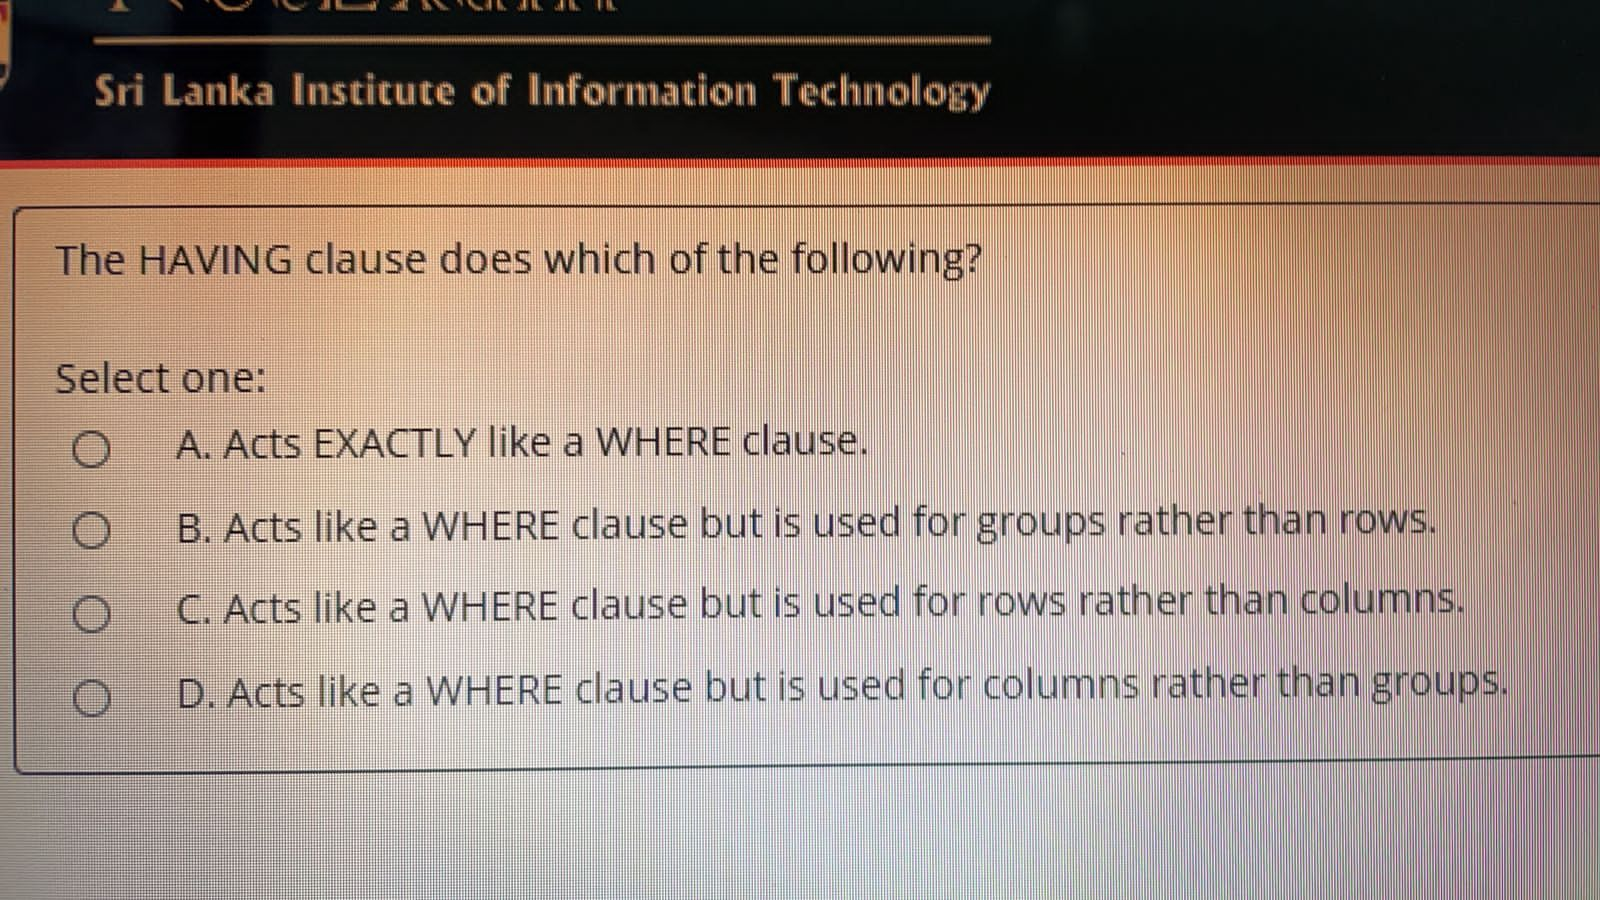 Sri Lanka Institute of Information Technology
The HAVING clause does which of the following?
Select one:
A. Acts EXACTLY like a WHERE clause.
B. Acts like a WHERE clause but is used for groups rather than rows.
C. Acts like a WHERE clause but is used for rows rather than columns.
D. Acts like a WHERE clause but is used for columns rather than groups.